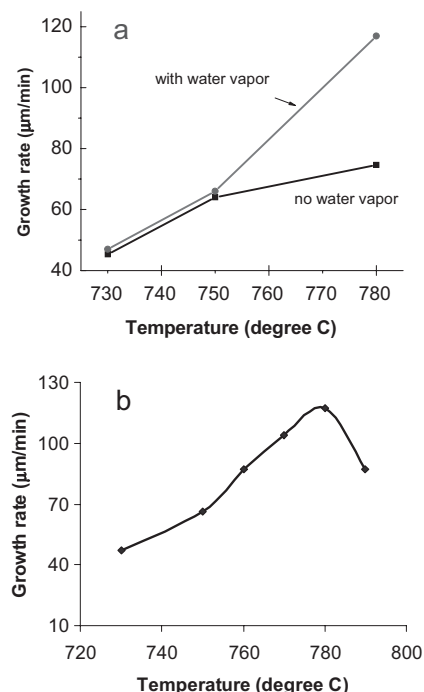 a
120
100
80
60
40
with water vapor
no water vapor
Growth rate (μm/min)
730 740 750 760 770 780
Temperature (degree C)
b
130
100
70
40
10
Growth rate (μm/min)
720 740 760 780 800
Temperature (degree C)